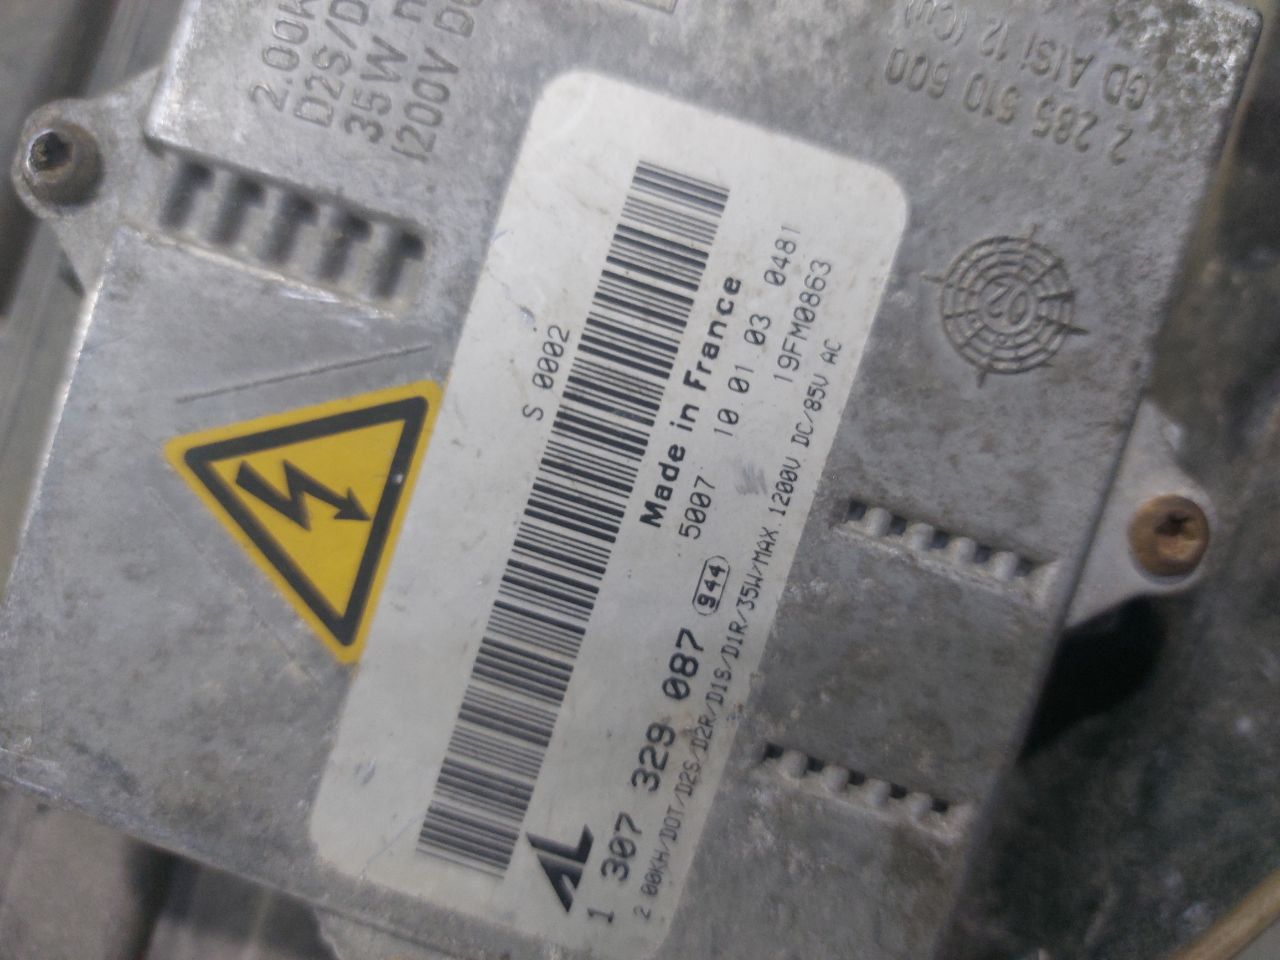 2.00K
D2S/D
35W
1200V D
2 285 510 600
GD AlSi 12 (Cu)
02
S 0002
Made in France
5007 10 01 03 0481
19FM0863
AL
1 307 329 087 944
2.00KH/DOT/D2S/D2R/D1S/D1R/35W/MAX.1200V DC/85V AC